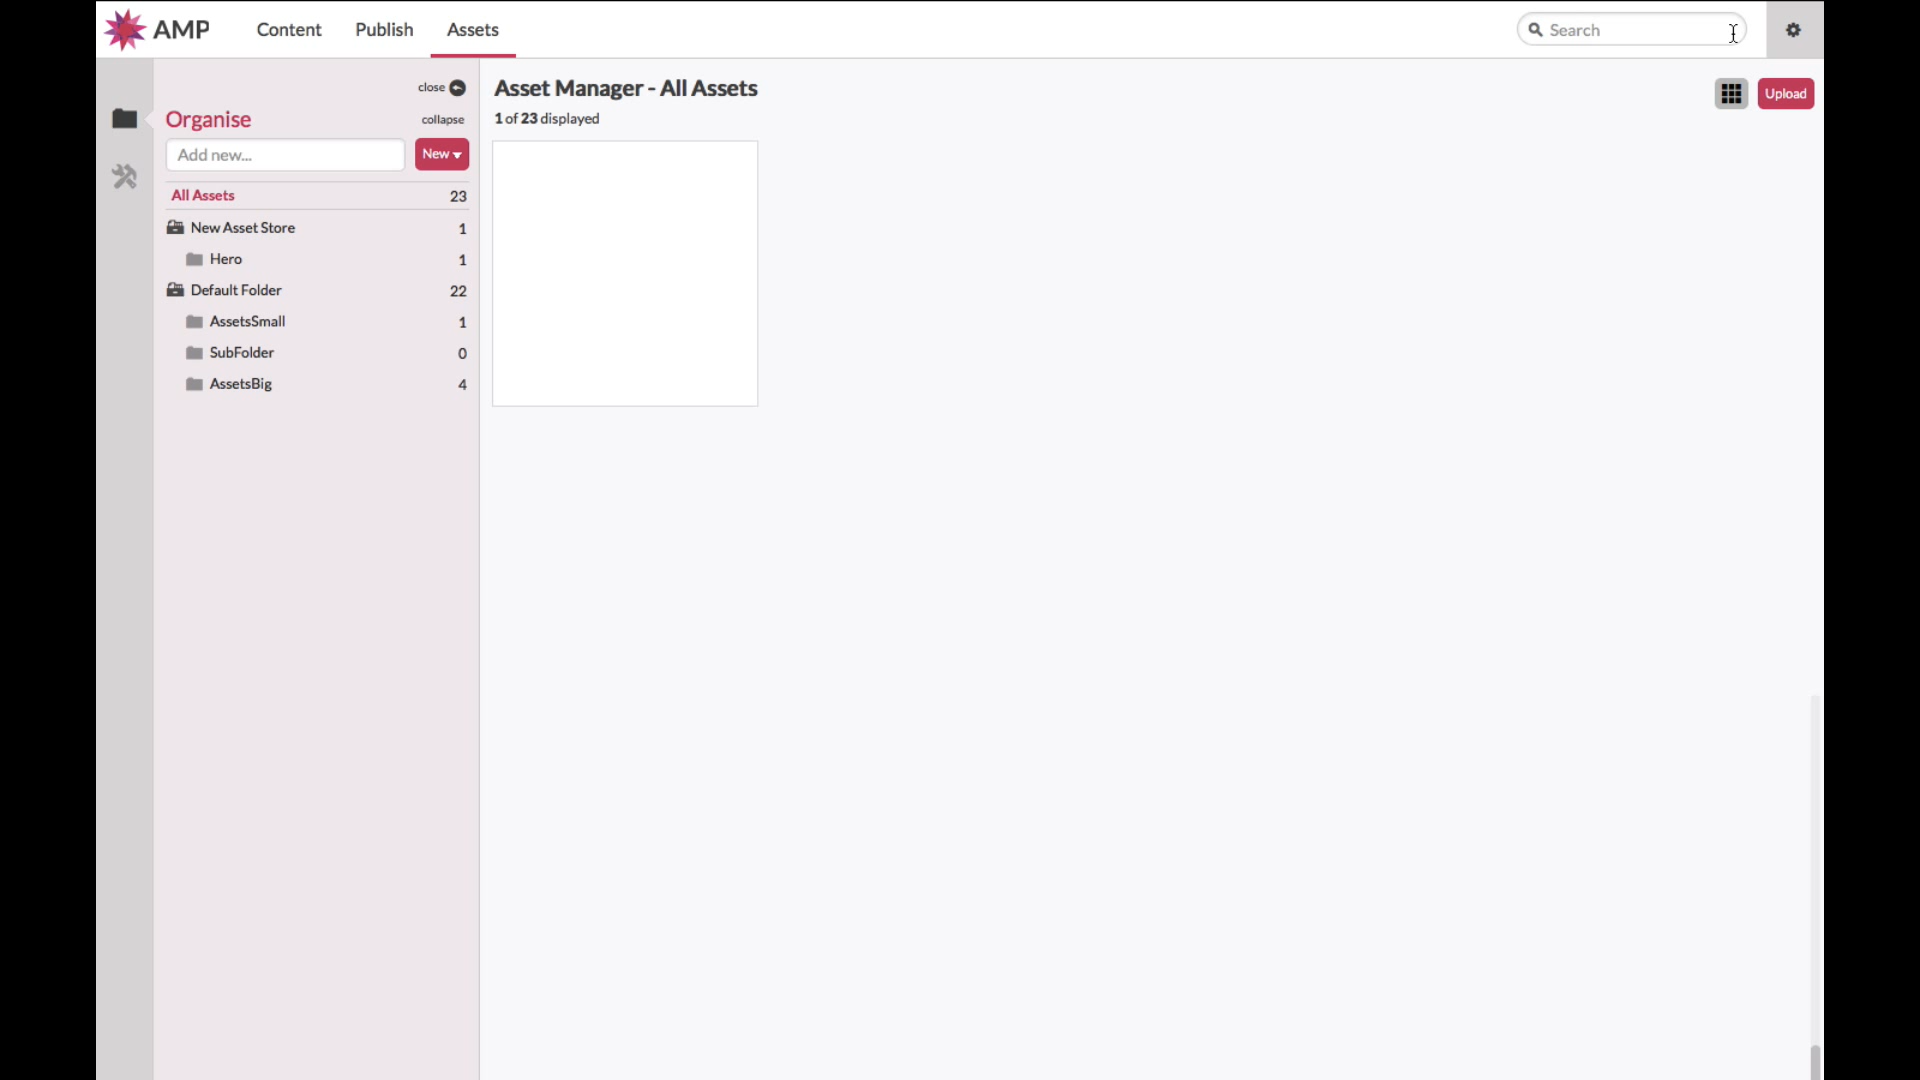 AMP
Content
Publish
Assets
Search
close
Organise
collapse
Add new...
New
All Assets 23
New Asset Store 1
Hero 1
Default Folder 22
AssetsSmall 1
SubFolder 0
AssetsBig 4
Asset Manager - All Assets
1 of 23 displayed
Upload